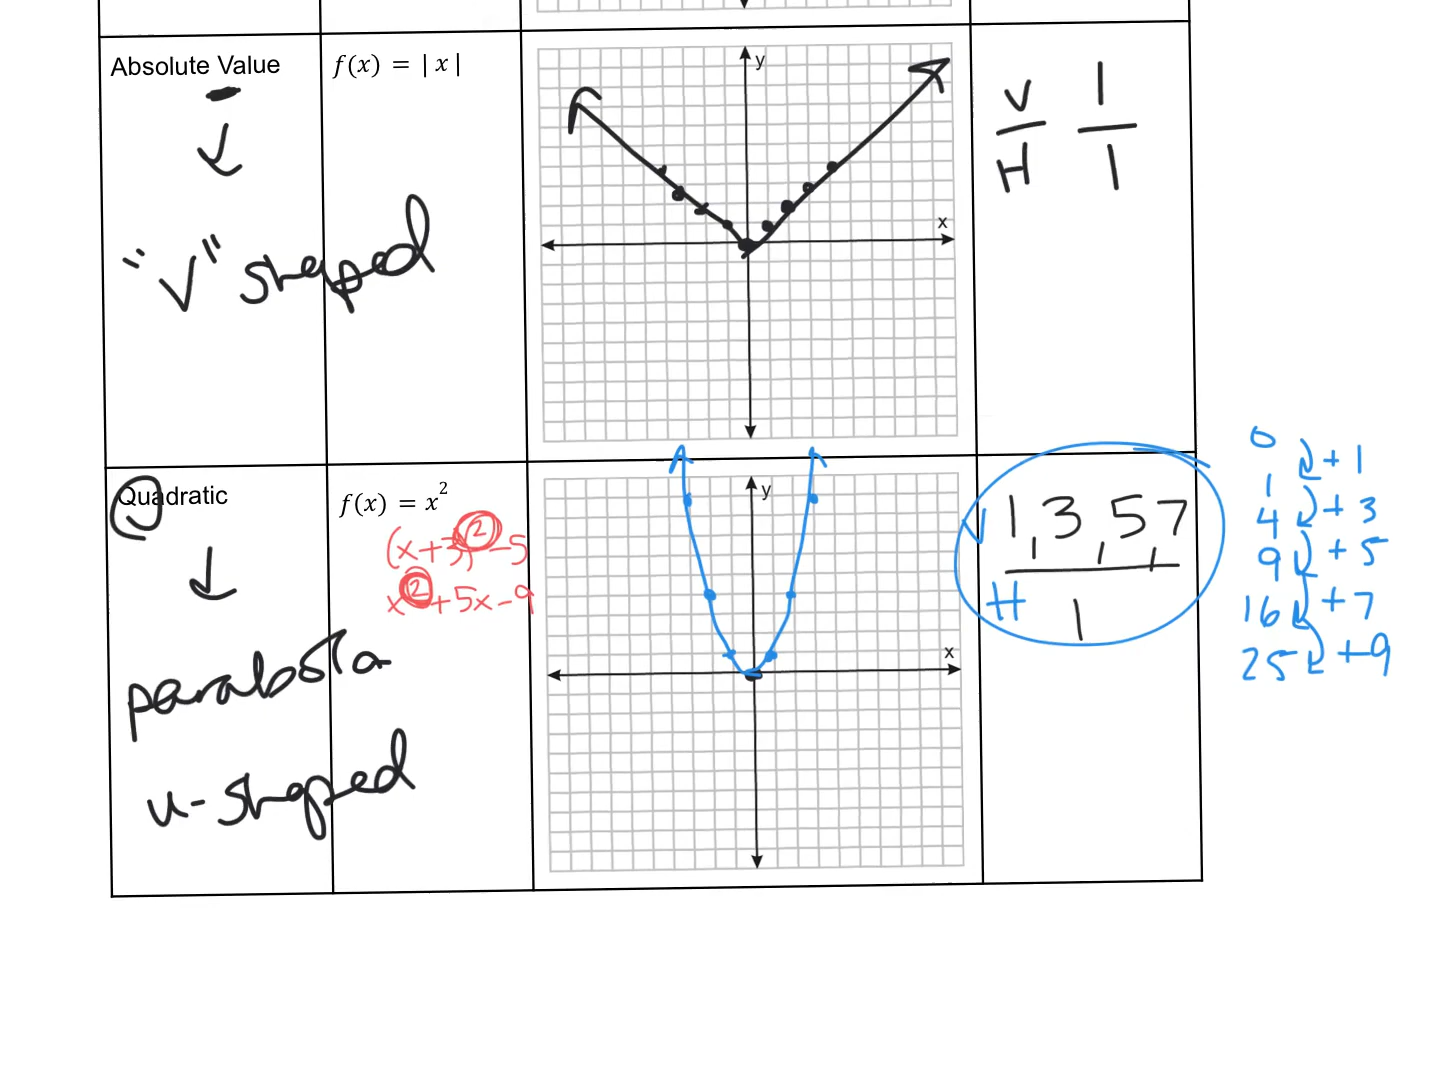 Absolute Value
f(x) = | x |
"V" shaped
y
x
V 1
H 1
Quadratic
f(x) = x²
(x+3)²-5
x²+5x-9
parabola
u-shaped
y
x
V 1,3,5,7
H 1
0
+1
1
+3
4
+5
9
+7
16
+9
25